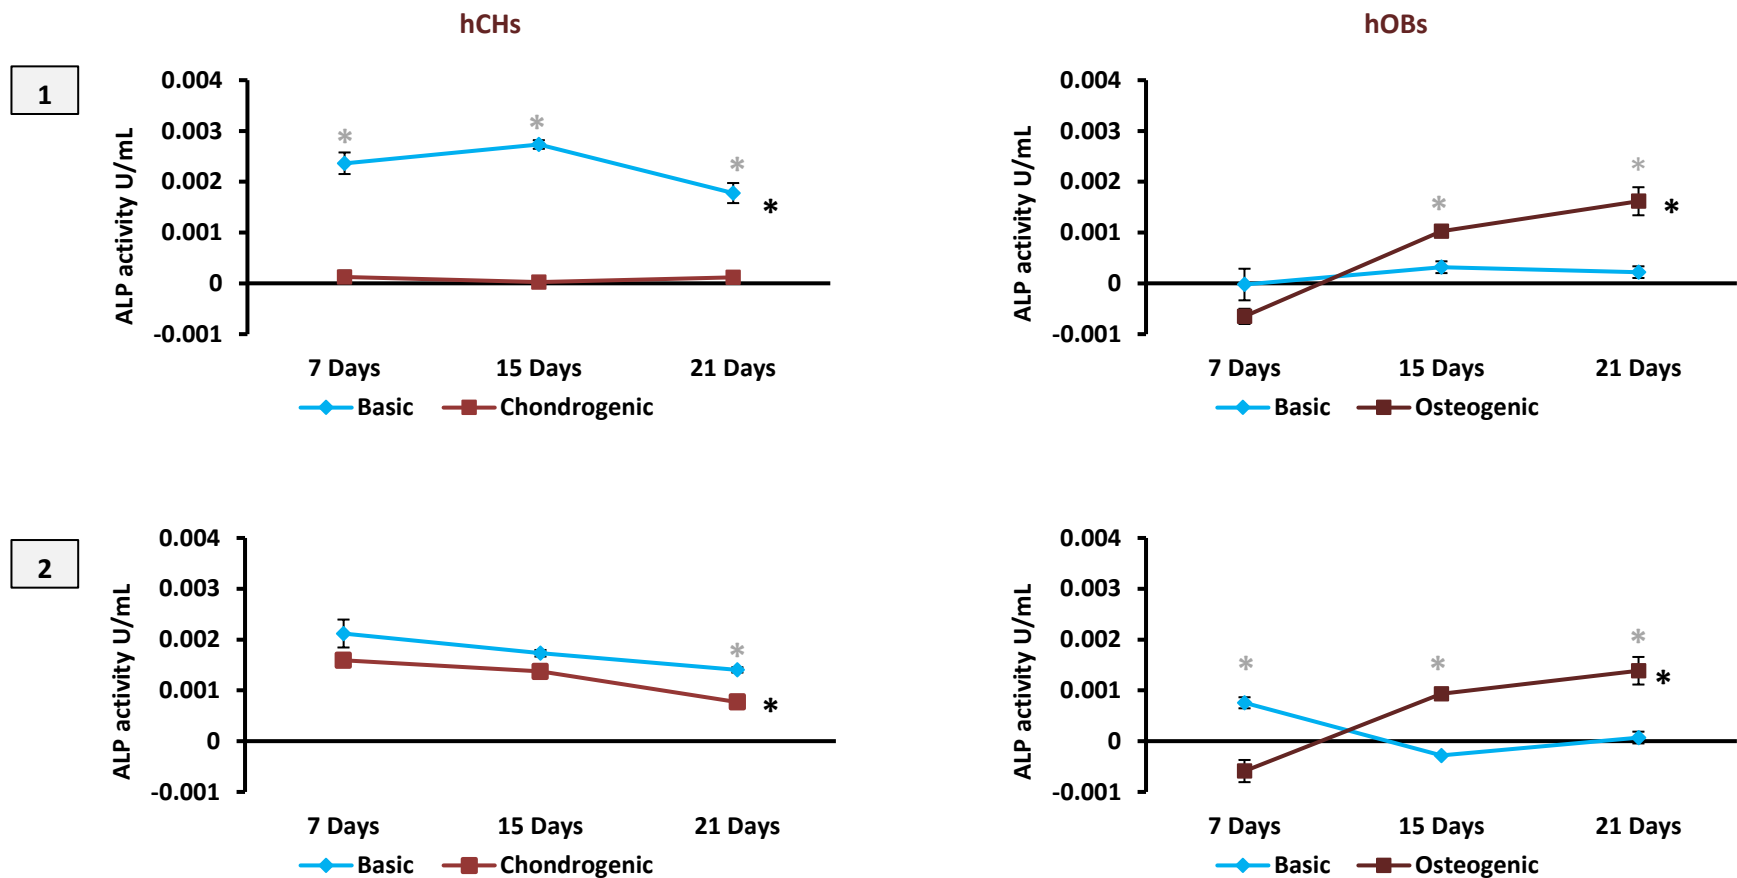 hCHs
hOBs
1
ALP activity U/mL
0.004
0.003
0.002
0.001
0
-0.001
*
*
*
*
7 Days 15 Days 21 Days
Basic Chondrogenic
ALP activity U/mL
0.004
0.003
0.002
0.001
0
-0.001
*
*
*
7 Days 15 Days 21 Days
Basic Osteogenic
2
ALP activity U/mL
0.004
0.003
0.002
0.001
0
-0.001
*
*
7 Days 15 Days 21 Days
Basic Chondrogenic
ALP activity U/mL
0.004
0.003
0.002
0.001
0
-0.001
*
*
*
*
7 Days 15 Days 21 Days
Basic Osteogenic